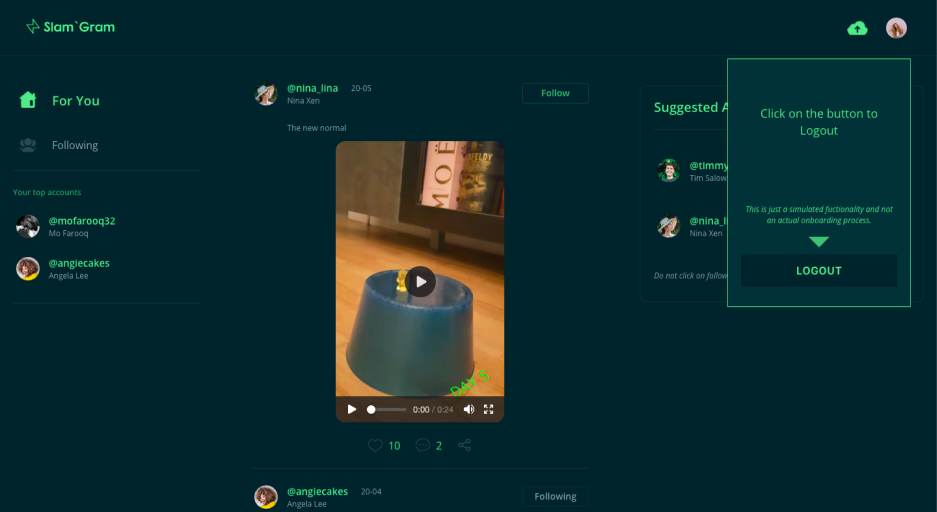 Slam`Gram
For You
Following
Your top accounts
@mofarooq32
Mo Farooq
@angiecakes
Angela Lee
@nina_lina 20-05
Nina Xen
Follow
The new normal
MOË
DAY 5
0:00 / 0:24
10 2
@angiecakes 20-04
Angela Lee
Following
Suggested A
@timmy
Tim Salow
@nina_l
Nina Xen
Do not click on follow
Click on the button to
Logout
This is just a simulated fuctionality and not
an actual onboarding process.
LOGOUT